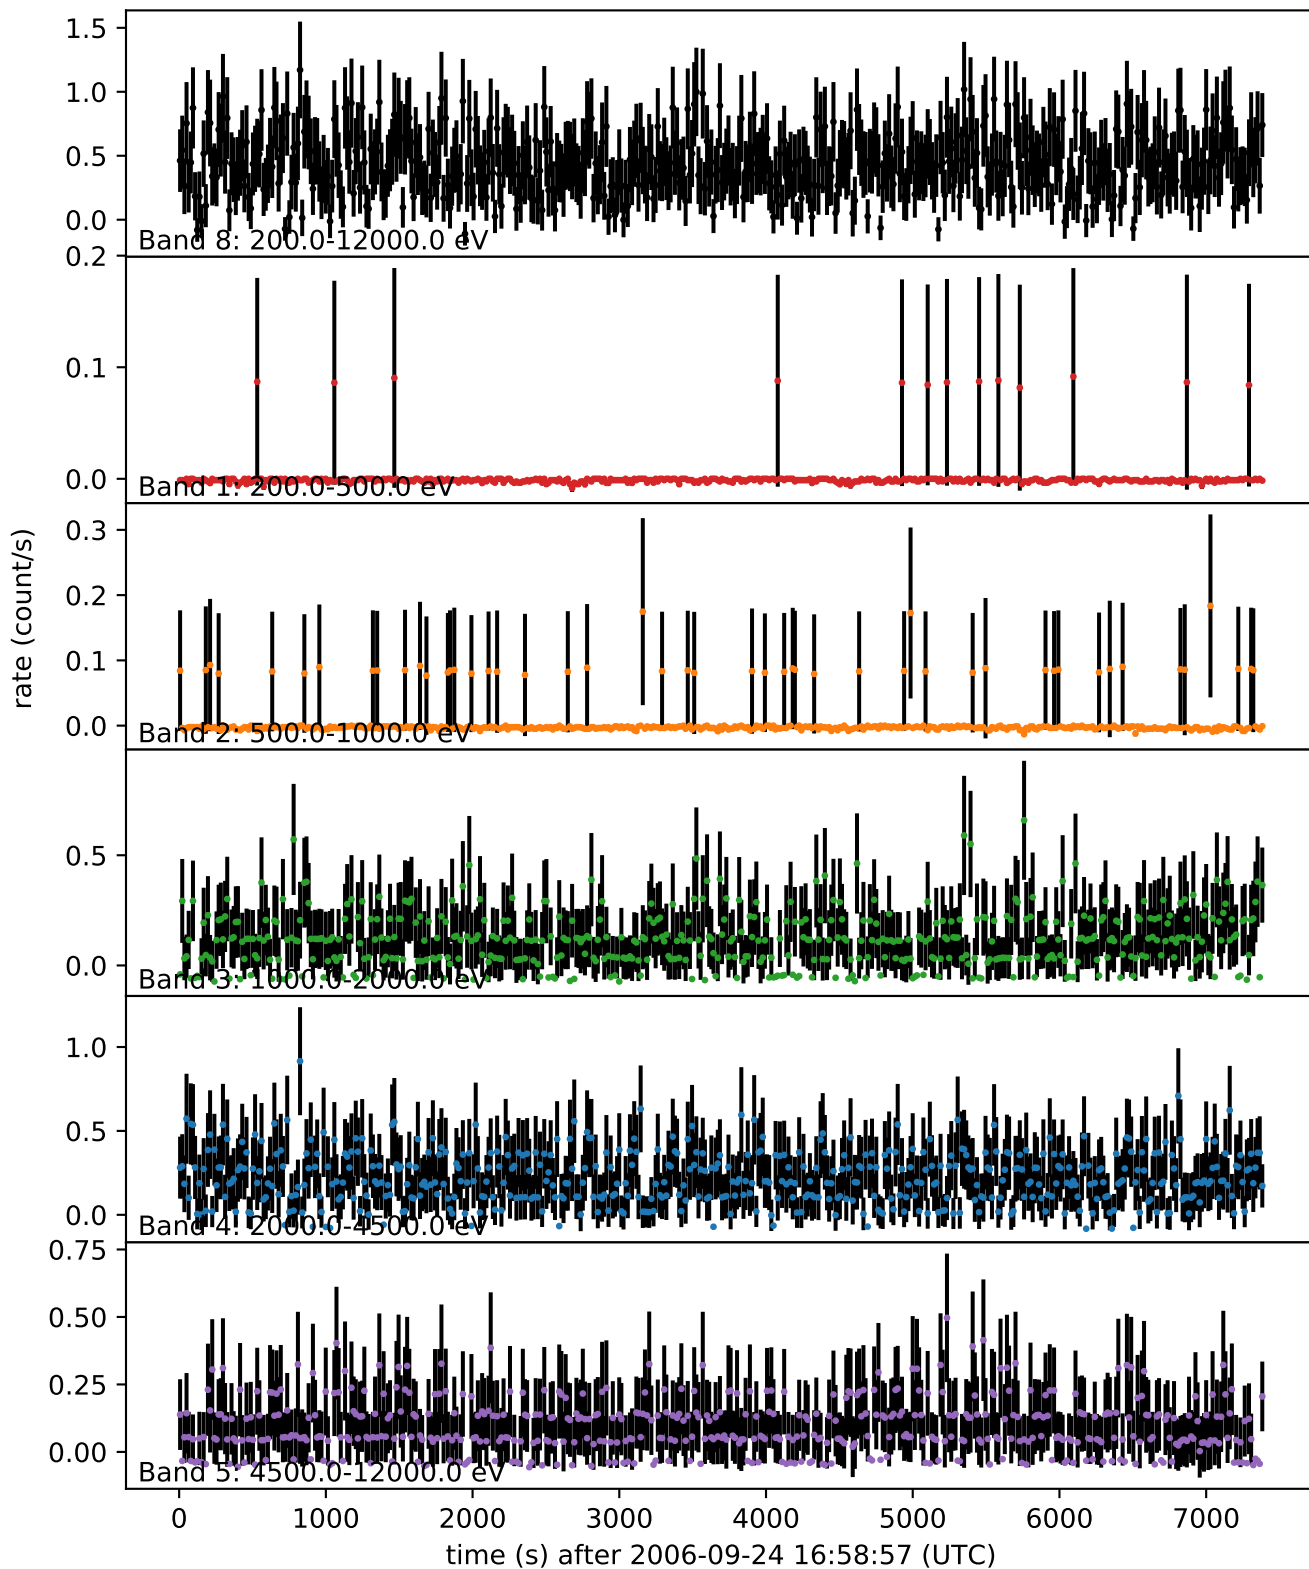 1.5
1.0
0.5
0.0
Band 8: 200.0-12000.0 eV
0.2
0.1
0.0
Band 1: 200.0-500.0 eV
0.3
0.2
0.1
0.0
Band 2: 500.0-1000.0 eV
rate (count/s)
0.5
0.0
Band 3: 1000.0-2000.0 eV
1.0
0.5
0.0
Band 4: 2000.0-4500.0 eV
0.75
0.50
0.25
0.00
Band 5: 4500.0-12000.0 eV
0 1000 2000 3000 4000 5000 6000 7000
time (s) after 2006-09-24 16:58:57 (UTC)